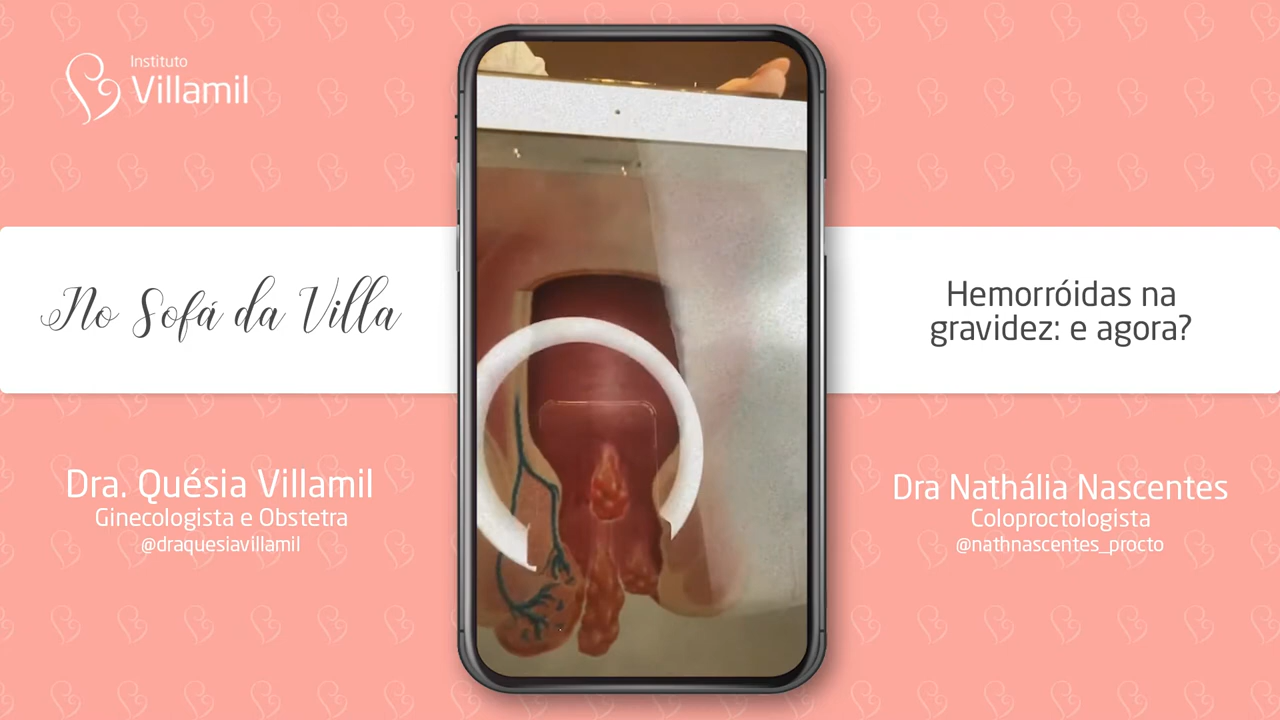 Instituto
Villamil
No Sofá da Villa
Hemorróidas na
gravidez: e agora?
Dra. Quésia Villamil
Ginecologista e Obstetra
@draquesiavillamil
Dra Nathália Nascentes
Coloproctologista
@nathnascentes_procto